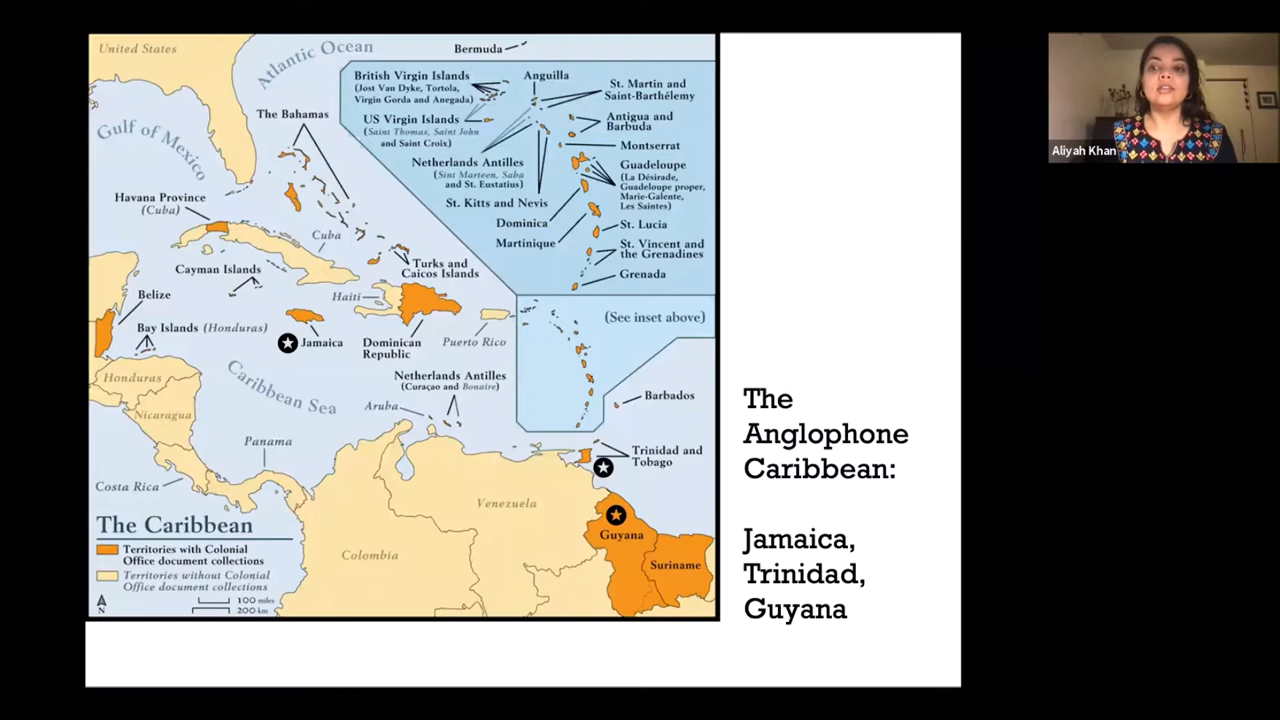 United States
Atlantic Ocean
Bermuda
British Virgin Islands
(Jost Van Dyke, Tortola,
Virgin Gorda and Anegada)
Anguilla
St. Martin and
Saint-Barthélemy
US Virgin Islands
(Saint Thomas, Saint John
and Saint Croix)
Antigua and
Barbuda
Montserrat
The Bahamas
Gulf of Mexico
Netherlands Antilles
(Sint Marteen, Saba
and St. Eustatius)
Guadeloupe
(La Désirade,
Guadeloupe proper,
Marie-Galente,
Les Saintes)
St. Kitts and Nevis
Dominica
Martinique
St. Lucia
St. Vincent and
the Grenadines
Grenada
Havana Province
(Cuba)
Cuba
Cayman Islands
Turks and
Caicos Islands
Belize
Haiti
(See inset above)
Bay Islands (Honduras)
Jamaica
Dominican
Republic
Puerto Rico
Honduras
Caribbean Sea
Netherlands Antilles
(Curaçao and Bonaire)
Aruba
Barbados
Nicaragua
Panama
Trinidad and
Tobago
Costa Rica
Venezuela
Guyana
Colombia
Suriname
The Caribbean
Territories with Colonial
Office document collections
Territories without Colonial
Office document collections
N
100 miles
200 km
The
Anglophone
Caribbean:
Jamaica,
Trinidad,
Guyana
Aliyah Khan